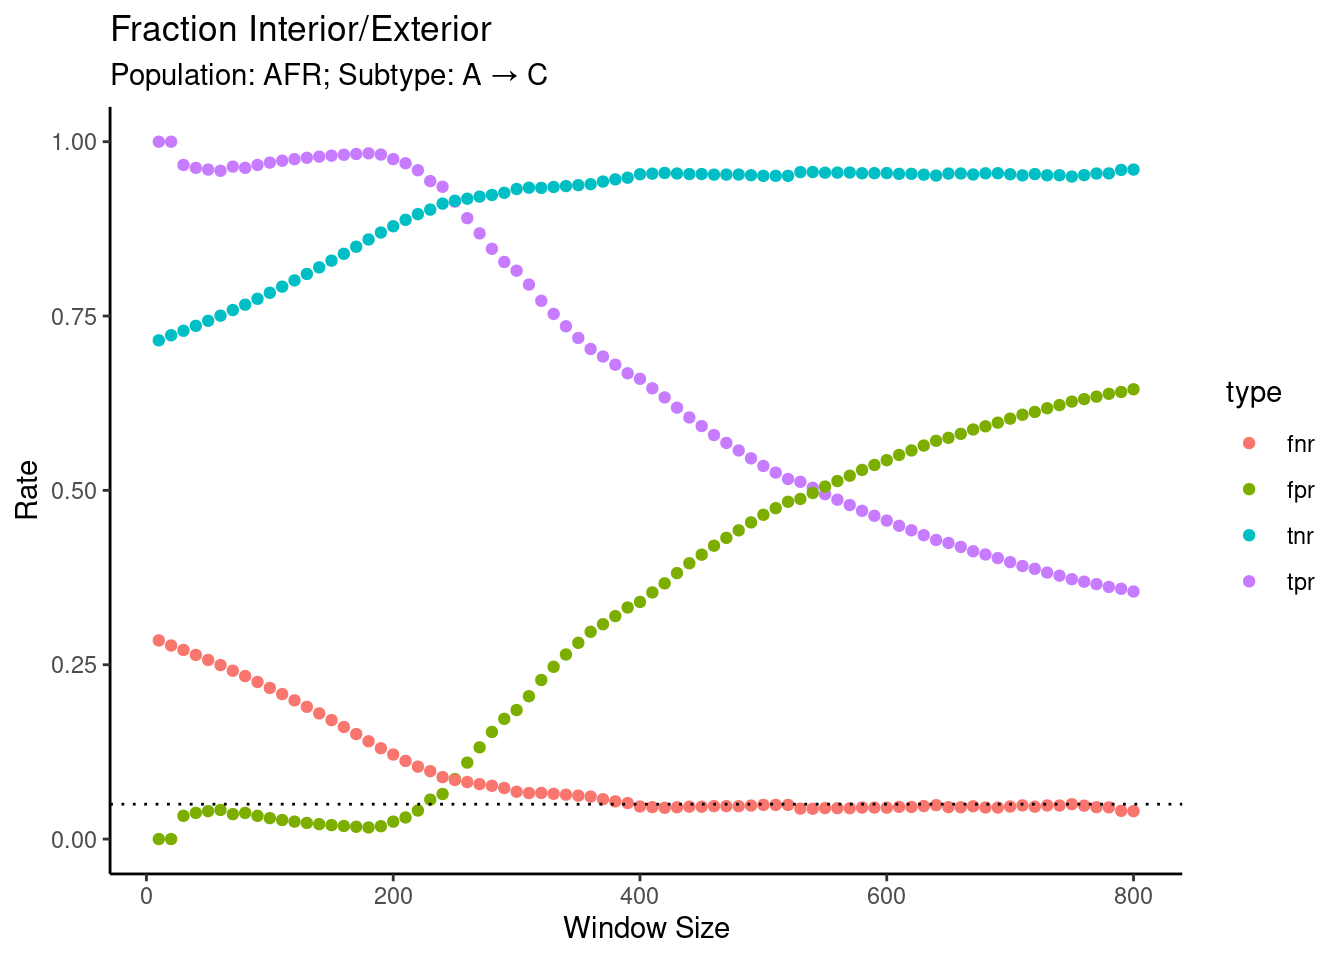 Fraction Interior/Exterior
Population: AFR; Subtype: A → C
1.00
0.75
0.50
0.25
0.00
Rate
0 200 400 600 800
Window Size
type
fnr
fpr
tnr
tpr